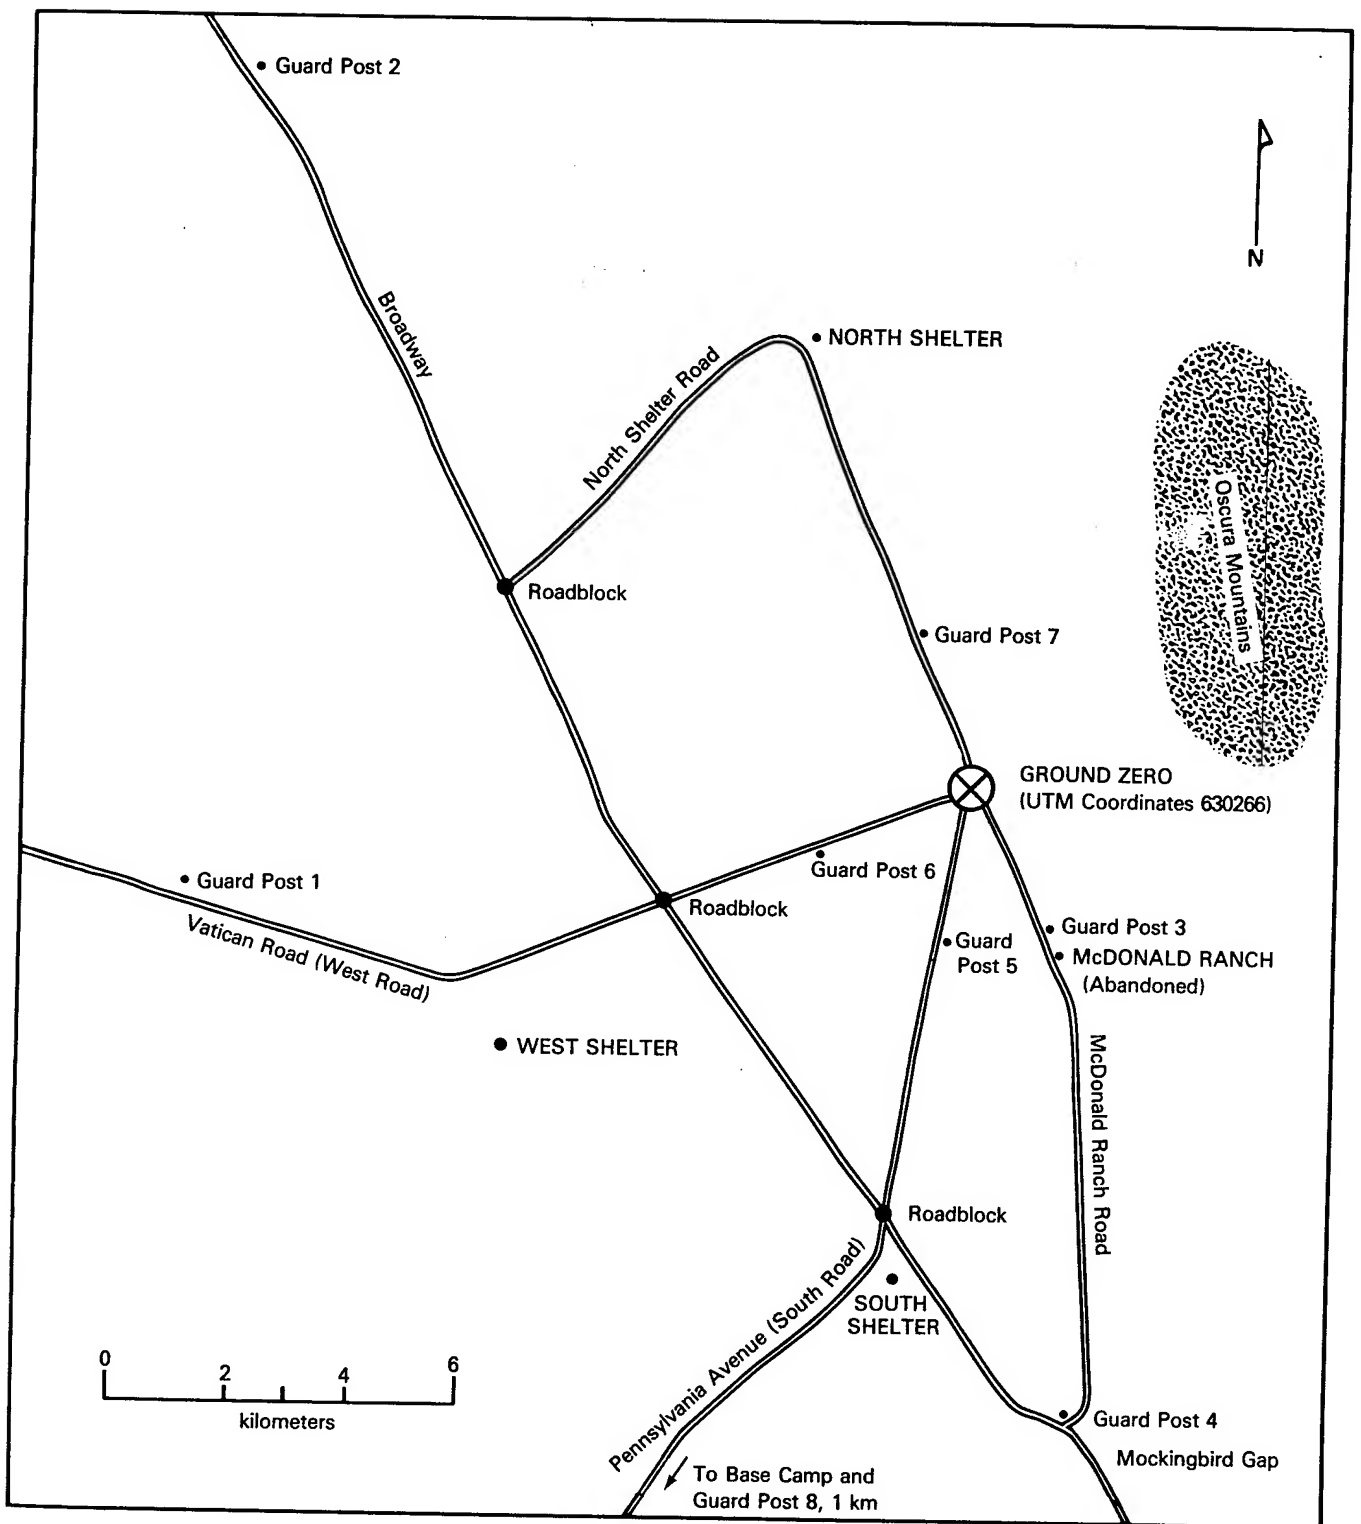 Guard Post 2
N
Broadway
NORTH SHELTER
North Shelter Road
Oscura Mountains
Roadblock
Guard Post 7
GROUND ZERO
(UTM Coordinates 630266)
Guard Post 6
Guard Post 1
Roadblock
Vatican Road (West Road)
Guard Post 3
Guard
Post 5
McDONALD RANCH
(Abandoned)
WEST SHELTER
McDonald Ranch Road
Roadblock
Pennsylvania Avenue (South Road)
SOUTH
SHELTER
0 2 4 6
kilometers
Guard Post 4
Mockingbird Gap
To Base Camp and
Guard Post 8, 1 km